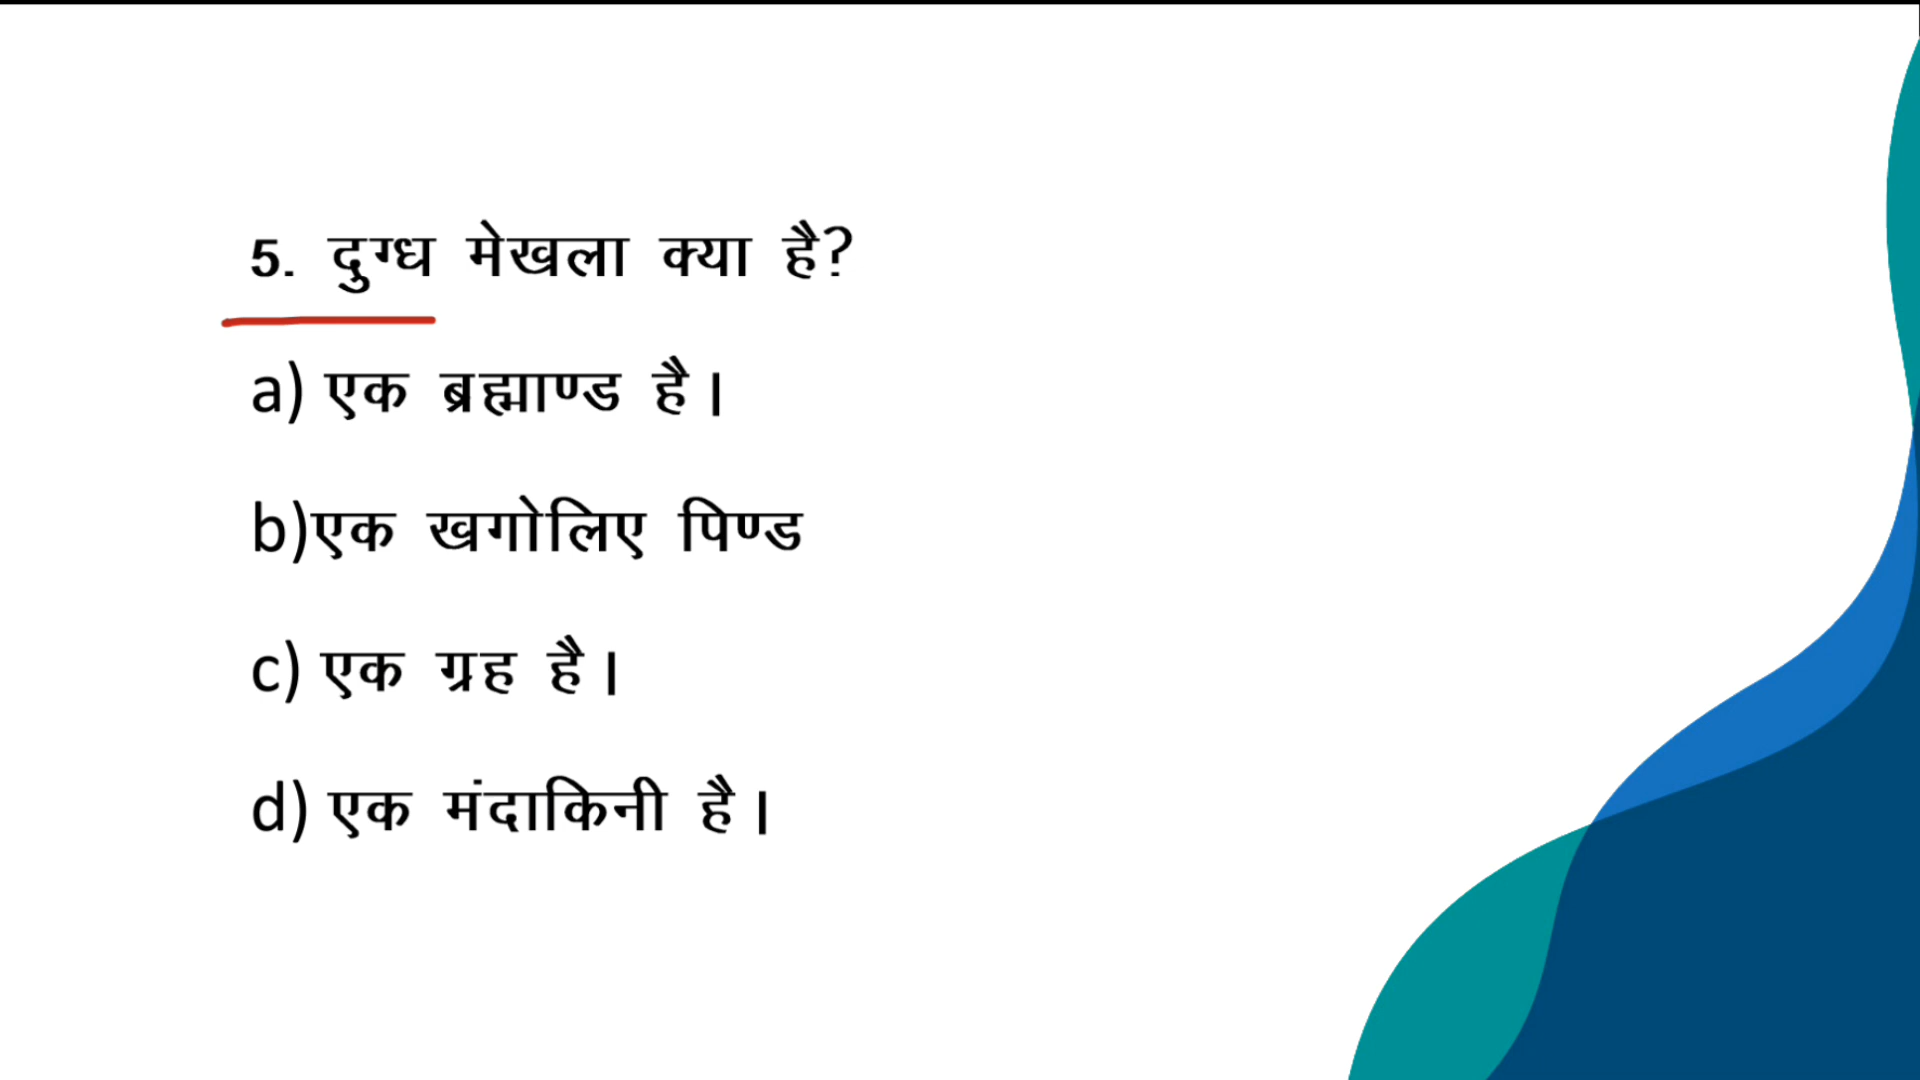 5. दुग्ध मेखला क्या है?
a) एक ब्रह्माण्ड है।
b)एक खगोलिए पिण्ड
c) एक ग्रह है।
d) एक मंदाकिनी है।